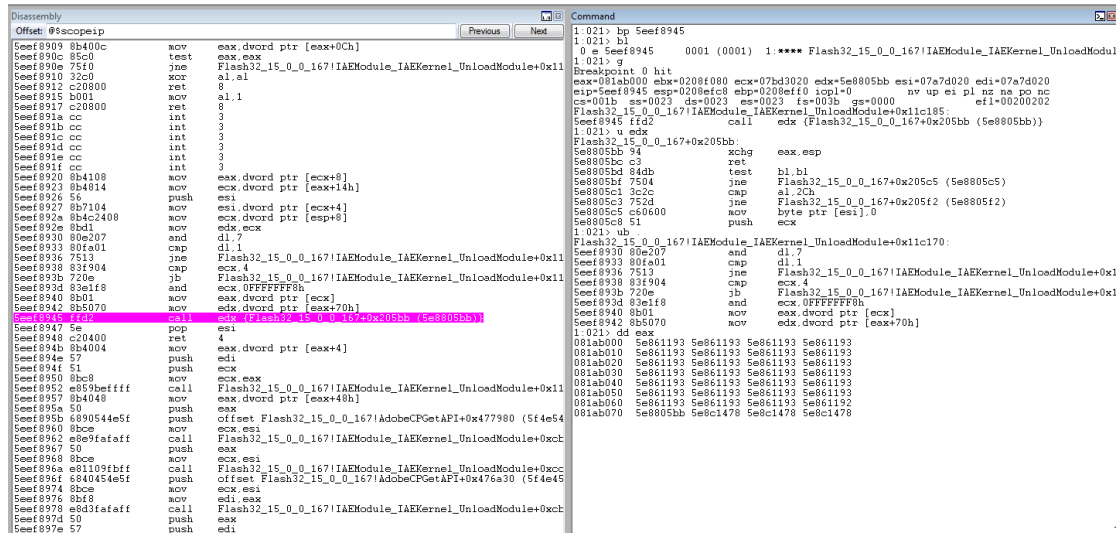 Disassembly
Offset: @$scopeip
Previous
Next
5eef8909 8b400c mov eax,dword ptr [eax+0Ch]
5eef890c 85c0 test eax,eax
5eef890e 75f0 jne Flash32_15_0_0_167!IAEModule_IAEKernel_UnloadModule+0x11
5eef8910 32c0 xor al,al
5eef8912 c20800 ret 8
5eef8915 b001 mov al,1
5eef8917 c20800 ret 8
5eef891a cc int 3
5eef891b cc int 3
5eef891c cc int 3
5eef891d cc int 3
5eef891e cc int 3
5eef891f cc int 3
5eef8920 8b4108 mov eax,dword ptr [ecx+8]
5eef8923 8b4814 mov ecx,dword ptr [eax+14h]
5eef8926 56 push esi
5eef8927 8b7104 mov esi,dword ptr [ecx+4]
5eef892a 8b4c2408 mov ecx,dword ptr [esp+8]
5eef892e 8bd1 mov edx,ecx
5eef8930 80e207 and dl,7
5eef8933 80fa01 cmp dl,1
5eef8936 7513 jne Flash32_15_0_0_167!IAEModule_IAEKernel_UnloadModule+0x11
5eef8938 83f904 cmp ecx,4
5eef893b 720e jb Flash32_15_0_0_167!IAEModule_IAEKernel_UnloadModule+0x11
5eef893d 83e1f8 and ecx,0FFFFFFF8h
5eef8940 8b01 mov eax,dword ptr [ecx]
5eef8942 8b5070 mov edx,dword ptr [eax+70h]
5eef8945 ffd2 call edx {Flash32_15_0_0_167+0x205bb (5e8805bb)}
5eef8947 5e pop esi
5eef8948 c20400 ret 4
5eef894b 8b4004 mov eax,dword ptr [eax+4]
5eef894e 57 push edi
5eef894f 51 push ecx
5eef8950 8bc8 mov ecx,eax
5eef8952 e859beffff call Flash32_15_0_0_167!IAEModule_IAEKernel_UnloadModule+0x11
5eef8957 8b4048 mov eax,dword ptr [eax+48h]
5eef895a 50 push eax
5eef895b 6890544e5f push offset Flash32_15_0_0_167!AdobeCPGetAPI+0x477980 (5f4e54
5eef8960 8bce mov ecx,esi
5eef8962 e8e9fafaff call Flash32_15_0_0_167!IAEModule_IAEKernel_UnloadModule+0xcb
5eef8967 50 push eax
5eef8968 8bce mov ecx,esi
5eef896a e81109fbff call Flash32_15_0_0_167!IAEModule_IAEKernel_UnloadModule+0xcc
5eef896f 6840454e5f push offset Flash32_15_0_0_167!AdobeCPGetAPI+0x476a30 (5f4e45
5eef8974 8bce mov ecx,esi
5eef8976 8bf8 mov edi,eax
5eef8978 e8d3fafaff call Flash32_15_0_0_167!IAEModule_IAEKernel_UnloadModule+0xcb
5eef897d 50 push eax
5eef897e 57 push edi
Command
1:021> bp 5eef8945
1:021> bl
0 e 5eef8945 0001 (0001) 1:**** Flash32_15_0_0_167!IAEModule_IAEKernel_UnloadModul
1:021> g
Breakpoint 0 hit
eax=081ab000 ebx=0208f080 ecx=07bd3020 edx=5e8805bb esi=07a7d020 edi=07a7d020
eip=5eef8945 esp=0208efc8 ebp=0208eff0 iopl=0 nv up ei pl nz na po nc
cs=001b ss=0023 ds=0023 es=0023 fs=003b gs=0000 efl=00200202
Flash32_15_0_0_167!IAEModule_IAEKernel_UnloadModule+0x11c185:
5eef8945 ffd2 call edx {Flash32_15_0_0_167+0x205bb (5e8805bb)}
1:021> u edx
Flash32_15_0_0_167+0x205bb:
5e8805bb 94 xchg eax,esp
5e8805bc c3 ret
5e8805bd 84db test bl,bl
5e8805bf 7504 jne Flash32_15_0_0_167+0x205c5 (5e8805c5)
5e8805c1 3c2c cmp al,2Ch
5e8805c3 752d jne Flash32_15_0_0_167+0x205f2 (5e8805f2)
5e8805c5 c60600 mov byte ptr [esi],0
5e8805c8 51 push ecx
1:021> ub .
Flash32_15_0_0_167!IAEModule_IAEKernel_UnloadModule+0x11c170:
5eef8930 80e207 and dl,7
5eef8933 80fa01 cmp dl,1
5eef8936 7513 jne Flash32_15_0_0_167!IAEModule_IAEKernel_UnloadModule+0x1
5eef8938 83f904 cmp ecx,4
5eef893b 720e jb Flash32_15_0_0_167!IAEModule_IAEKernel_UnloadModule+0x1
5eef893d 83e1f8 and ecx,0FFFFFFF8h
5eef8940 8b01 mov eax,dword ptr [ecx]
5eef8942 8b5070 mov edx,dword ptr [eax+70h]
1:021> dd eax
081ab000 5e861193 5e861193 5e861193 5e861193
081ab010 5e861193 5e861193 5e861193 5e861193
081ab020 5e861193 5e861193 5e861193 5e861193
081ab030 5e861193 5e861193 5e861193 5e861193
081ab040 5e861193 5e861193 5e861193 5e861193
081ab050 5e861193 5e861193 5e861193 5e861193
081ab060 5e861193 5e861193 5e861193 5e861192
081ab070 5e8805bb 5e8c1478 5e8c1478 5e8c1478